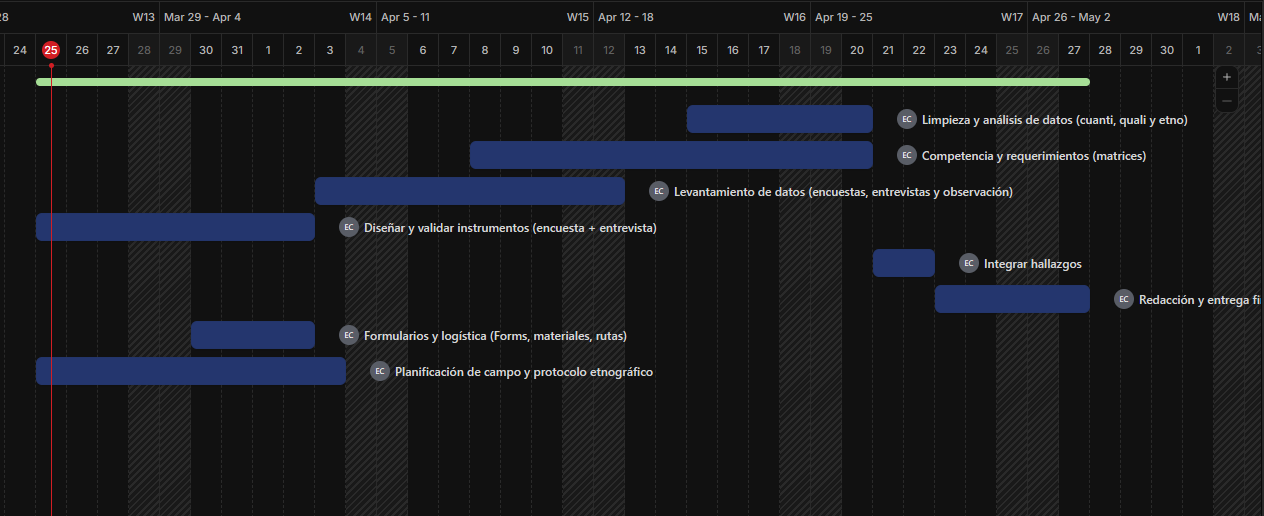 28 W13 Mar 29 - Apr 4 W14 Apr 5 - 11 W15 Apr 12 - 18 W16 Apr 19 - 25 W17 Apr 26 - May 2 W18
24 25 26 27 28 29 30 31 1 2 3 4 5 6 7 8 9 10 11 12 13 14 15 16 17 18 19 20 21 22 23 24 25 26 27 28 29 30 1 2 3
+
−
EC Limpieza y análisis de datos (cuanti, quali y etno)
EC Competencia y requerimientos (matrices)
EC Levantamiento de datos (encuestas, entrevistas y observación)
EC Diseñar y validar instrumentos (encuesta + entrevista)
EC Integrar hallazgos
EC Redacción y entrega fi
EC Formularios y logística (Forms, materiales, rutas)
EC Planificación de campo y protocolo etnográfico